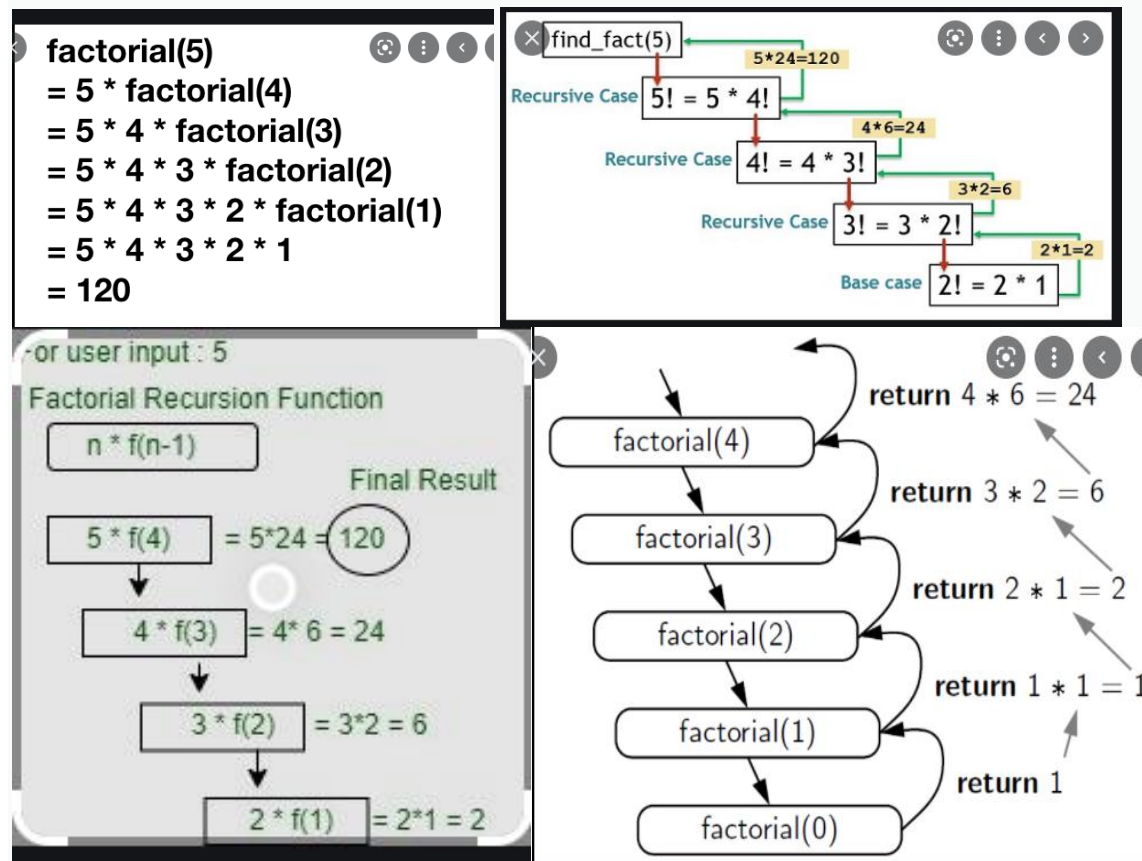 factorial(5)
= 5 * factorial(4)
= 5 * 4 * factorial(3)
= 5 * 4 * 3 * factorial(2)
= 5 * 4 * 3 * 2 * factorial(1)
= 5 * 4 * 3 * 2 * 1
= 120
find_fact(5)
5*24=120
Recursive Case 5! = 5 * 4!
4*6=24
Recursive Case 4! = 4 * 3!
3*2=6
Recursive Case 3! = 3 * 2!
2*1=2
Base case 2! = 2 * 1
or user input : 5
Factorial Recursion Function
n * f(n-1)
Final Result
5 * f(4) = 5*24 = 120
4 * f(3) = 4* 6 = 24
3 * f(2) = 3*2 = 6
2 * f(1) = 2*1 = 2
return 4 * 6 = 24
factorial(4)
return 3 * 2 = 6
factorial(3)
return 2 * 1 = 2
factorial(2)
return 1 * 1 = 1
factorial(1)
return 1
factorial(0)